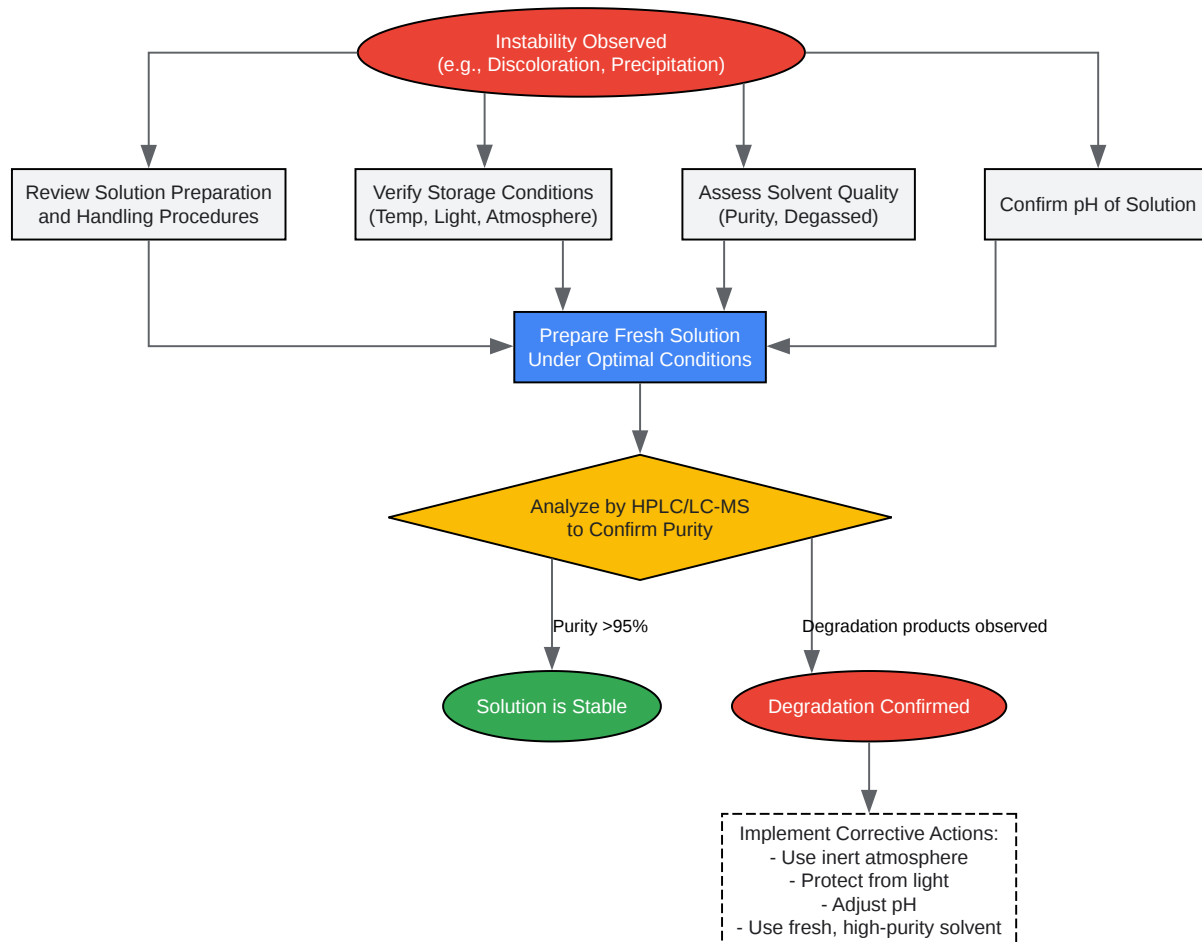 Instability Observed
(e.g., Discoloration, Precipitation)
Review Solution Preparation
and Handling Procedures
Verify Storage Conditions
(Temp, Light, Atmosphere)
Assess Solvent Quality
(Purity, Degassed)
Confirm pH of Solution
Prepare Fresh Solution
Under Optimal Conditions
Analyze by HPLC/LC-MS
to Confirm Purity
Purity >95%
Degradation products observed
Solution is Stable
Degradation Confirmed
Implement Corrective Actions:
- Use inert atmosphere
- Protect from light
- Adjust pH
- Use fresh, high-purity solvent